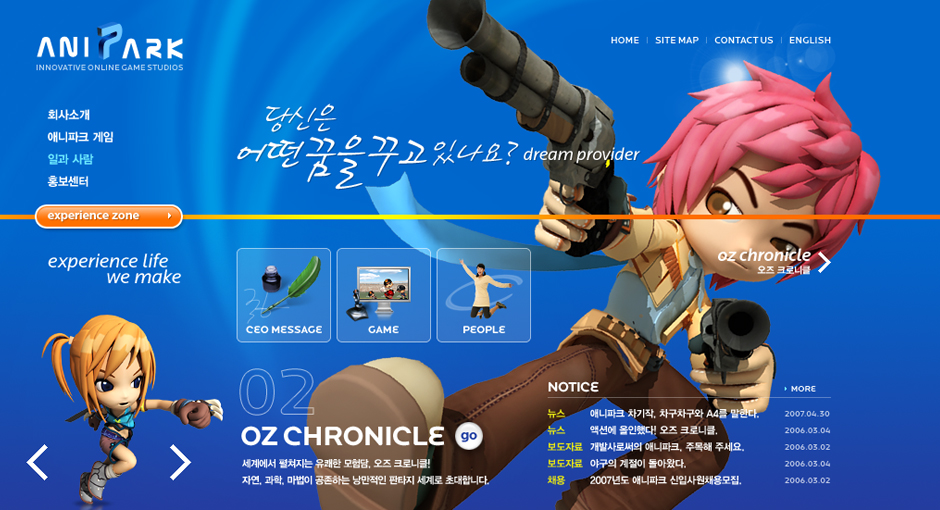 ANIPARK
INNOVATIVE ONLINE GAME STUDIOS
HOME
SITE MAP
CONTACT US
ENGLISH
회사소개
애니파크 게임
일과 사람
홍보센터
experience zone
experience life
we make
당신은
어떤 꿈을 꾸고 있나요? dream provider
oz chronicle
오즈 크로니클
CEO MESSAGE
GAME
PEOPLE
02
OZ CHRONICLE
go
세계에서 펼쳐지는 유쾌한 모험담, 오즈 크로니클!
자연, 과학, 마법이 공존하는 낭만적인 판타지 세계로 초대합니다.
NOTICE
MORE
뉴스 애니파크 차기작, 차구차구와 A4를 말한다. 2007.04.30
뉴스 액션에 올인했다! 오즈 크로니클. 2006.03.04
보도자료 개발사로써의 애니파크, 주목해 주세요. 2006.03.02
보도자료 야구의 계절이 돌아왔다. 2006.03.04
채용 2007년도 애니파크 신입사원채용모집. 2006.03.02